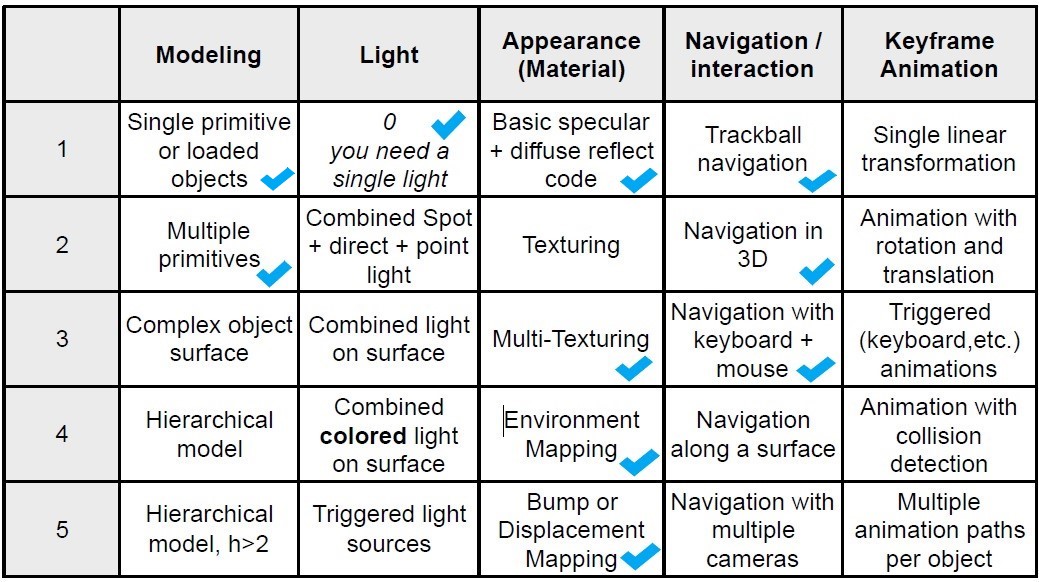 Modeling
Light
Appearance
(Material)
Navigation /
interaction
Keyframe
Animation
1
Single primitive
or loaded
objects
0
you need a
single light
Basic specular
+ diffuse reflect
code
Trackball
navigation
Single linear
transformation
2
Multiple
primitives
Combined Spot
+ direct + point
light
Texturing
Navigation in
3D
Animation with
rotation and
translation
3
Complex object
surface
Combined light
on surface
Multi-Texturing
Navigation with
keyboard +
mouse
Triggered
(keyboard,etc.)
animations
4
Hierarchical
model
Combined
colored light
on surface
Environment
Mapping
Navigation
along a surface
Animation with
collision
detection
5
Hierarchical
model, h>2
Triggered light
sources
Bump or
Displacement
Mapping
Navigation with
multiple
cameras
Multiple
animation paths
per object